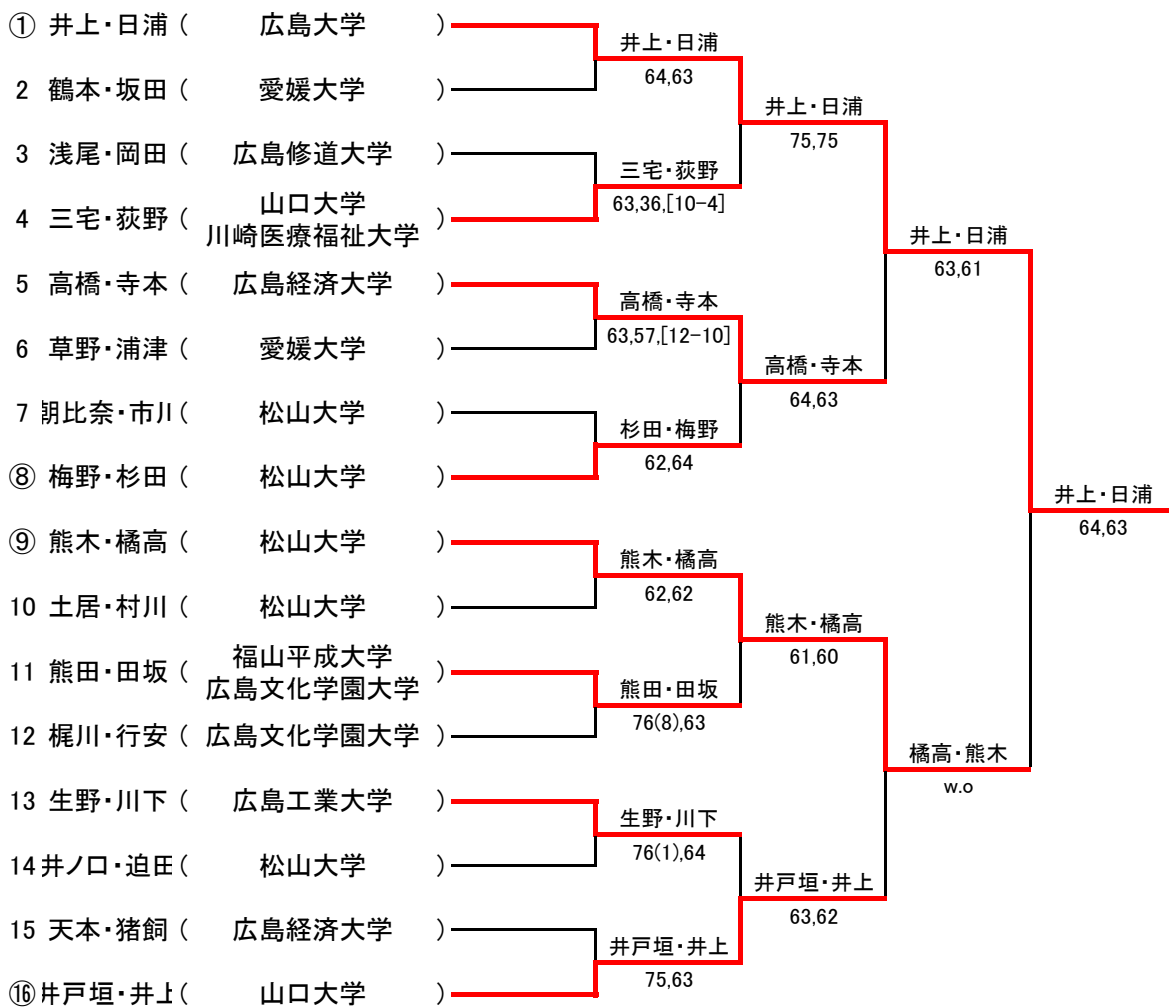 ① 井上・日浦 ( 広島大学 )
2 鶴本・坂田 ( 愛媛大学 )
3 浅尾・岡田 ( 広島修道大学 )
4 三宅・荻野 ( 山口大学 川崎医療福祉大学 )
5 高橋・寺本 ( 広島経済大学 )
6 草野・浦津 ( 愛媛大学 )
7 朝比奈・市川 ( 松山大学 )
⑧ 梅野・杉田 ( 松山大学 )
⑨ 熊木・橘高 ( 松山大学 )
10 土居・村川 ( 松山大学 )
11 熊田・田坂 ( 福山平成大学 広島文化学園大学 )
12 梶川・行安 ( 広島文化学園大学 )
13 生野・川下 ( 広島工業大学 )
14 井ノ口・迫田 ( 松山大学 )
15 天本・猪飼 ( 広島経済大学 )
⑯ 井戸垣・井上 ( 山口大学 )
井上・日浦
64,63
三宅・荻野
63,36,[10-4]
高橋・寺本
63,57,[12-10]
杉田・梅野
62,64
熊木・橘高
62,62
熊田・田坂
76(8),63
生野・川下
76(1),64
井戸垣・井上
75,63
井上・日浦
75,75
高橋・寺本
64,63
熊木・橘高
61,60
井戸垣・井上
63,62
井上・日浦
63,61
橘高・熊木
w.o
井上・日浦
64,63